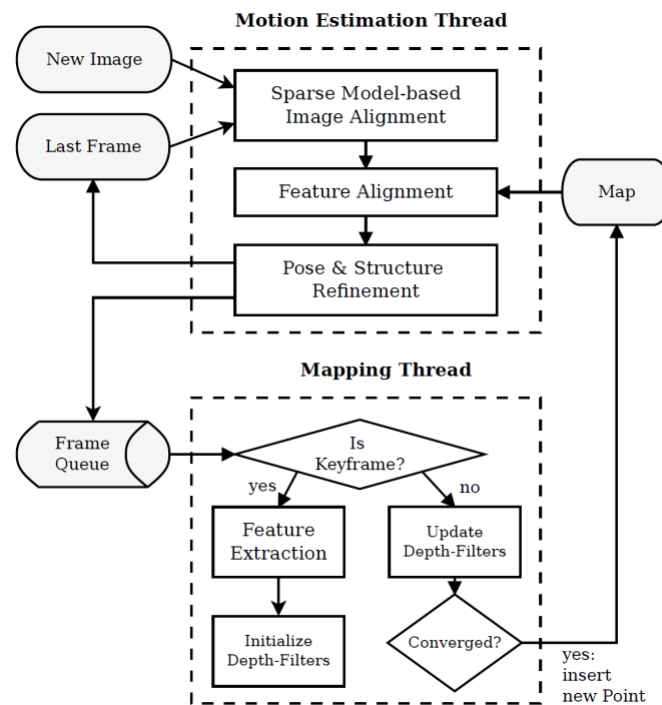 Motion Estimation Thread
New Image
Sparse Model-based
Image Alignment
Last Frame
Feature Alignment
Map
Pose & Structure
Refinement
Mapping Thread
Frame
Queue
Is
Keyframe?
yes
no
Feature
Extraction
Update
Depth-Filters
Initialize
Depth-Filters
Converged?
yes:
insert
new Point